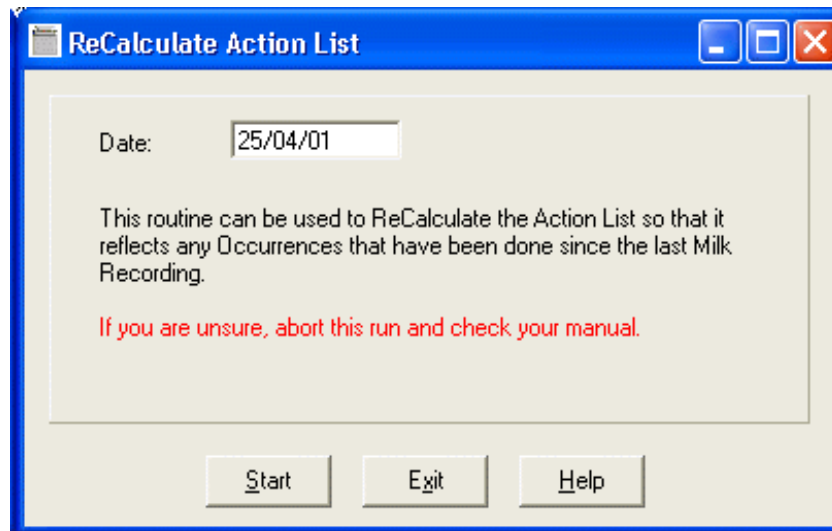 ReCalculate Action List
Date: 25/04/01
This routine can be used to ReCalculate the Action List so that it
reflects any Occurrences that have been done since the last Milk
Recording.
If you are unsure, abort this run and check your manual.
Start Exit Help